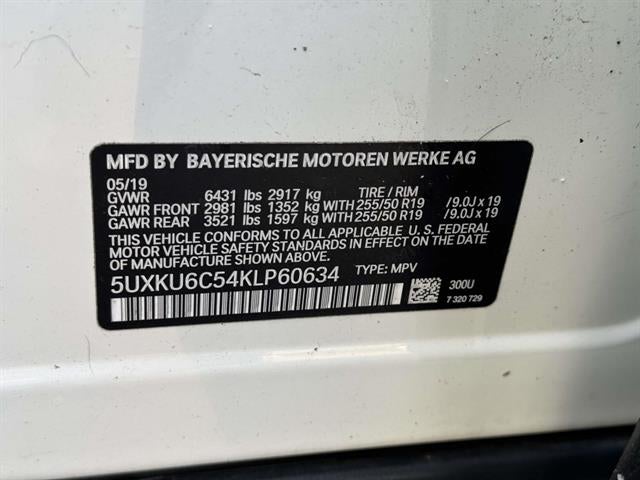 MFD BY BAYERISCHE MOTOREN WERKE AG
05/19
GVWR 6431 lbs 2917 kg TIRE / RIM
GAWR FRONT 2981 lbs 1352 kg WITH 255/50 R19 /9.0J x 19
GAWR REAR 3521 lbs 1597 kg WITH 255/50 R19 /9.0J x 19
THIS VEHICLE CONFORMS TO ALL APPLICABLE U. S. FEDERAL
MOTOR VEHICLE SAFETY STANDARDS IN EFFECT ON THE DATE
OF MANUFACTURE SHOWN ABOVE.
5UXKU6C54KLP60634 TYPE: MPV
300U
7 320 729